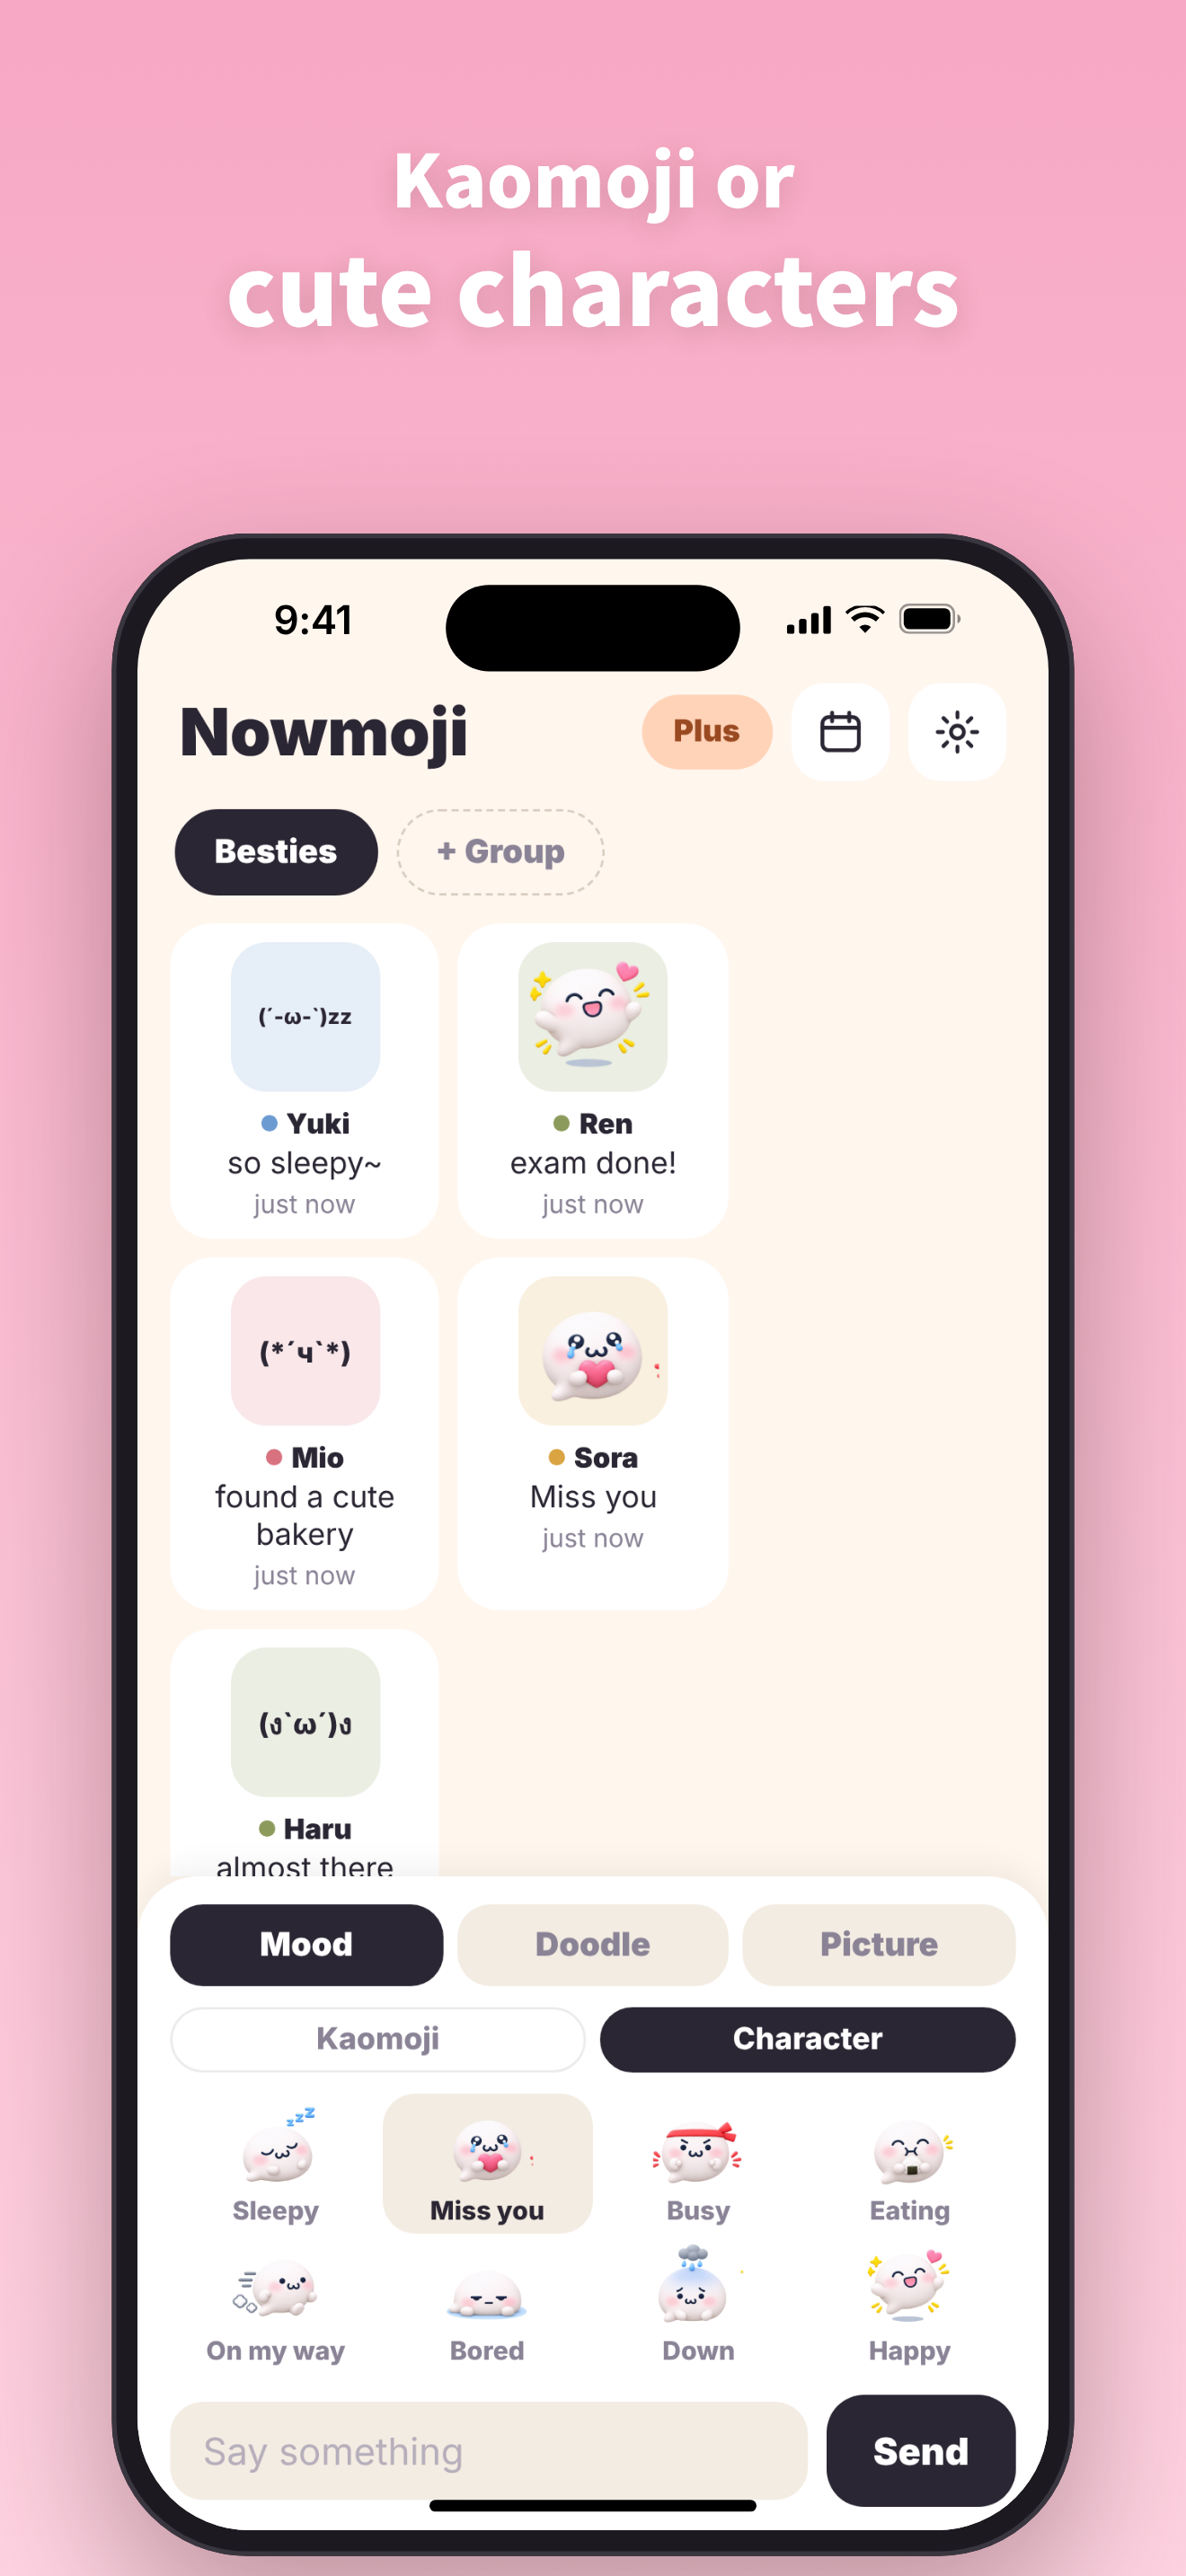 Kaomoji or
cute characters
9:41
Nowmoji
Plus
Besties
+ Group
(´-ω-`)zz
Yuki
so sleepy~
just now
Ren
exam done!
just now
(*´ч`*)
Mio
found a cute
bakery
just now
Sora
Miss you
just now
(ง`ω´)ง
Haru
almost there
Mood
Doodle
Picture
Kaomoji
Character
zzz
Sleepy
Miss you
Busy
Eating
On my way
Bored
Down
Happy
Say something
Send